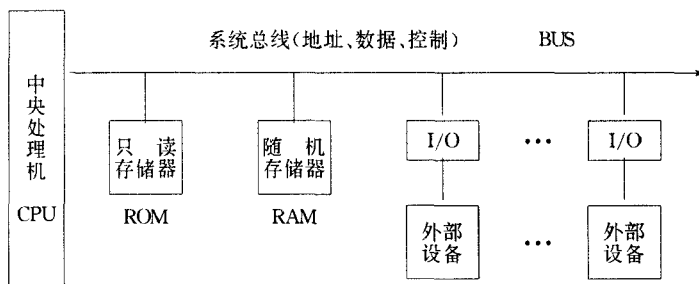 系统总线(地址、数据、控制) BUS
中央处理机
CPU
只 读
存储器
ROM
随 机
存储器
RAM
I/O
…
I/O
外部
设备
…
外部
设备